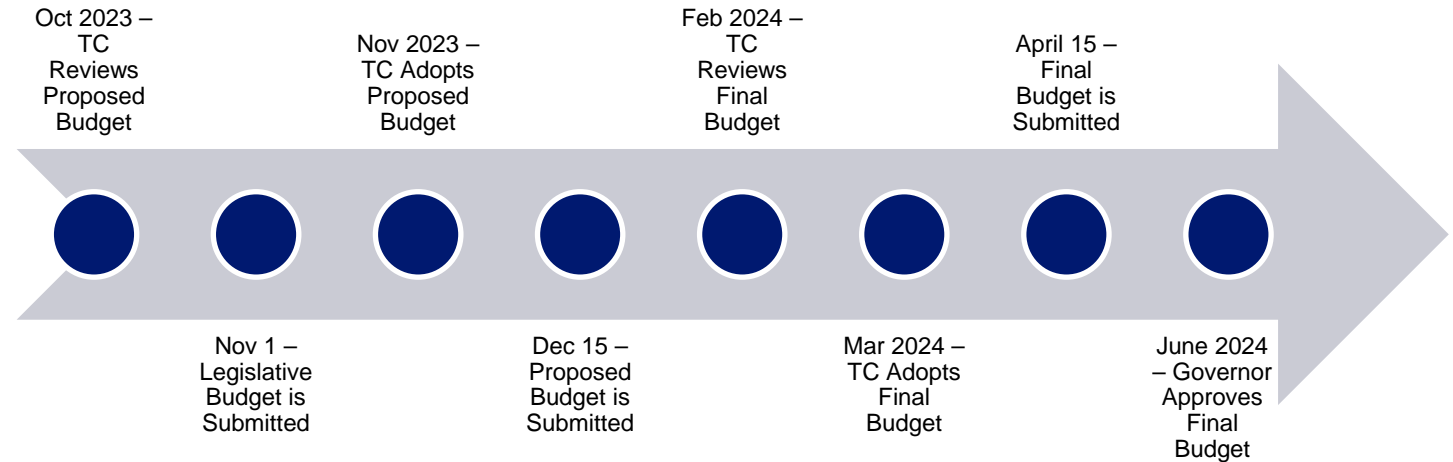 Oct 2023 –
TC
Reviews
Proposed
Budget
Nov 1 –
Legislative
Budget is
Submitted
Nov 2023 –
TC Adopts
Proposed
Budget
Dec 15 –
Proposed
Budget is
Submitted
Feb 2024 –
TC
Reviews
Final
Budget
Mar 2024 –
TC Adopts
Final
Budget
April 15 –
Final
Budget is
Submitted
June 2024
– Governor
Approves
Final
Budget